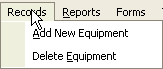 Records Reports Forms
Add New Equipment
Delete Equipment